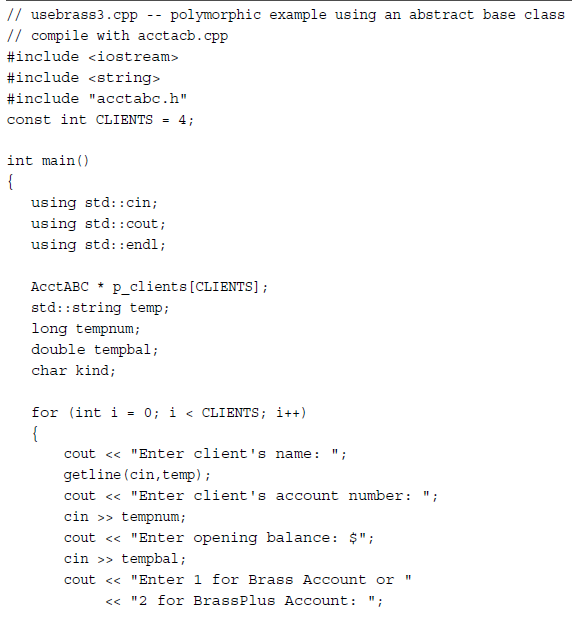 // usebrass3.cpp -- polymorphic example using an abstract base class
// compile with acctacb.cpp
#include <iostream>
#include <string>
#include "acctabc.h"
const int CLIENTS = 4;

int main()
{
    using std::cin;
    using std::cout;
    using std::endl;

    AcctABC * p_clients[CLIENTS];
    std::string temp;
    long tempnum;
    double tempbal;
    char kind;

    for (int i = 0; i < CLIENTS; i++)
    {
        cout << "Enter client's name: ";
        getline(cin,temp);
        cout << "Enter client's account number: ";
        cin >> tempnum;
        cout << "Enter opening balance: $";
        cin >> tempbal;
        cout << "Enter 1 for Brass Account or "
             << "2 for BrassPlus Account: ";